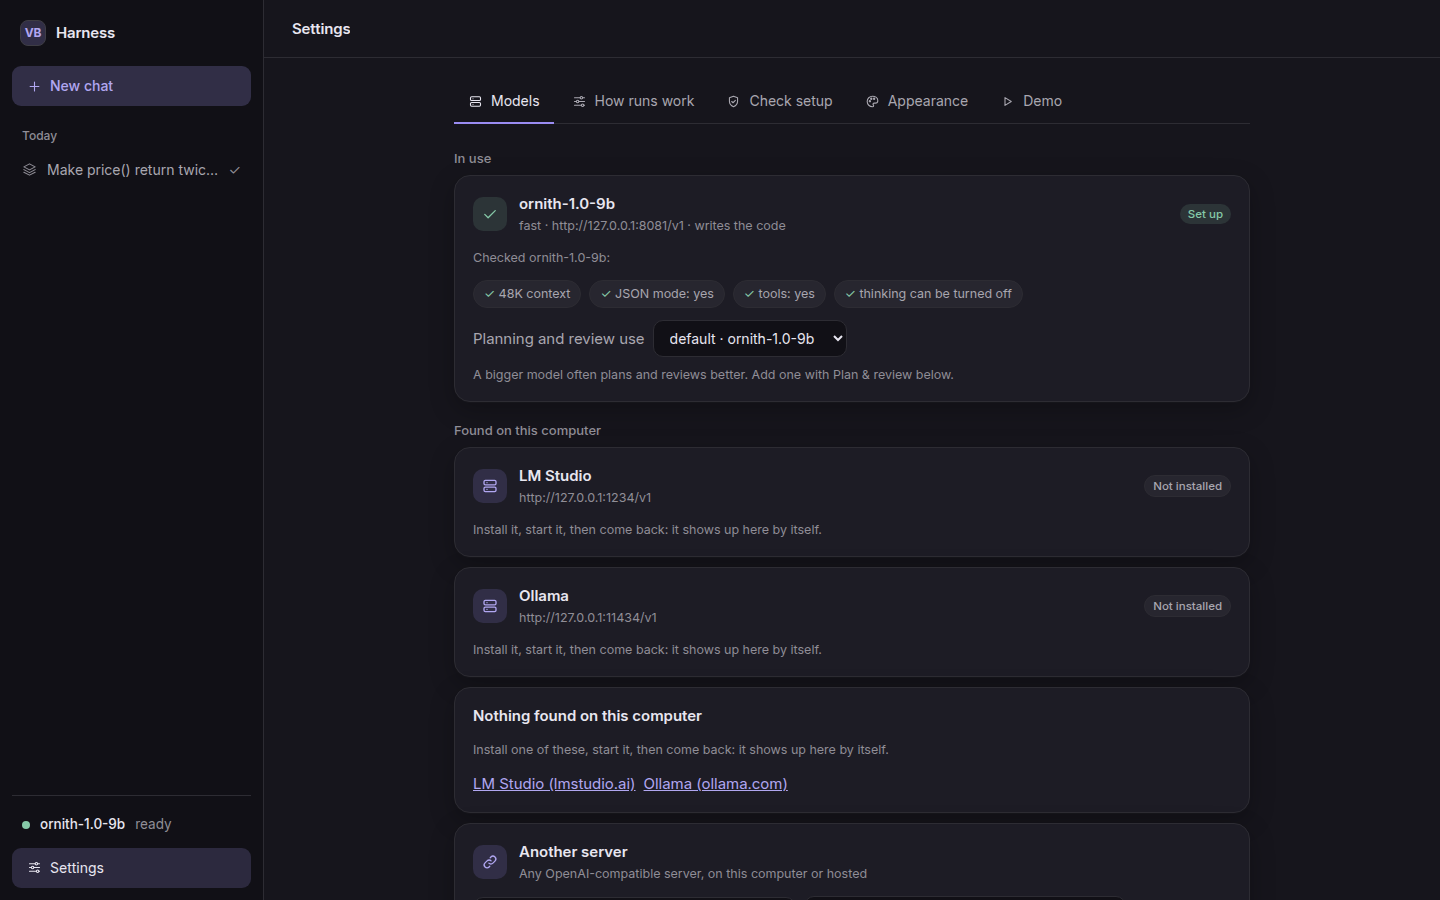 VB Harness
New chat
Today
Make price() return twic...
ornith-1.0-9b ready
Settings
Settings
Models
How runs work
Check setup
Appearance
Demo
In use
ornith-1.0-9b
fast · http://127.0.0.1:8081/v1 · writes the code
Set up
Checked ornith-1.0-9b:
48K context
JSON mode: yes
tools: yes
thinking can be turned off
Planning and review use
default · ornith-1.0-9b
A bigger model often plans and reviews better. Add one with Plan & review below.
Found on this computer
LM Studio
http://127.0.0.1:1234/v1
Not installed
Install it, start it, then come back: it shows up here by itself.
Ollama
http://127.0.0.1:11434/v1
Not installed
Install it, start it, then come back: it shows up here by itself.
Nothing found on this computer
Install one of these, start it, then come back: it shows up here by itself.
LM Studio (lmstudio.ai) Ollama (ollama.com)
Another server
Any OpenAI-compatible server, on this computer or hosted